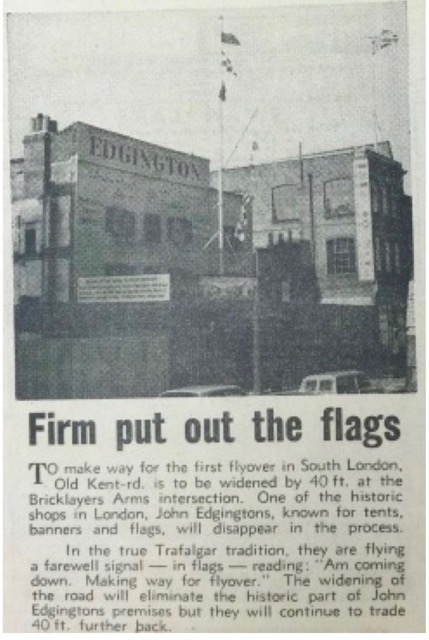 EDGINGTON
Firm put out the flags
TO make way for the first flyover in South London,
Old Kent-rd. is to be widened by 40 ft. at the
Bricklayers Arms intersection. One of the historic
shops in London, John Edgingtons, known for tents,
banners and flags, will disappear in the process.
In the true Trafalgar tradition, they are flying
a farewell signal — in flags — reading: "Am coming
down. Making way for flyover." The widening of
the road will eliminate the historic part of John
Edgingtons premises but they will continue to trade
40 ft. further back.